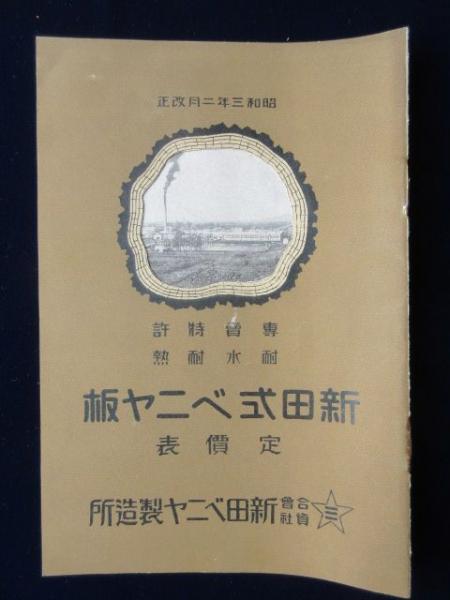 昭和三年二月改正
專賣特許
耐水耐熱
新田式ベニヤ板
定價表
三
合資會社新田ベニヤ製造所